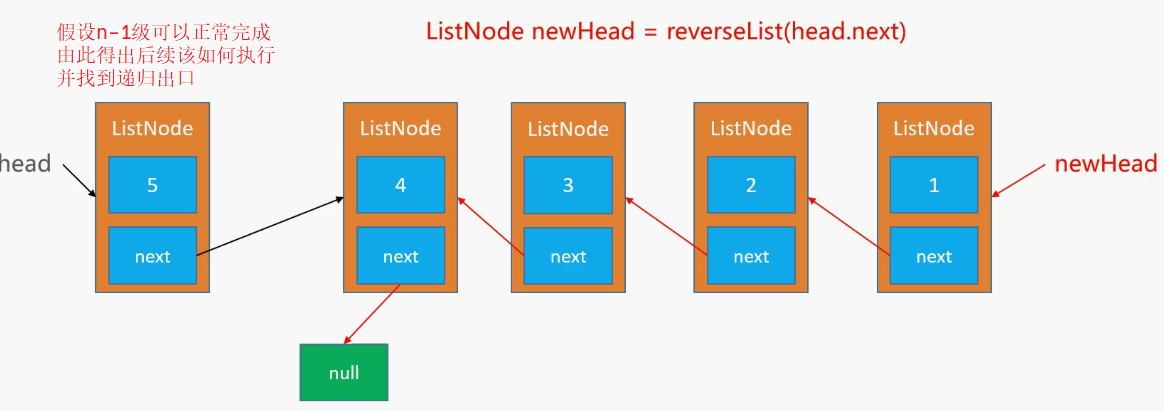 假设n-1级可以正常完成
由此得出后续该如何执行
并找到递归出口
ListNode newHead = reverseList(head.next)
ListNode
ListNode
ListNode
ListNode
ListNode
head
5
4
3
2
1
newHead
next
next
next
next
next
null